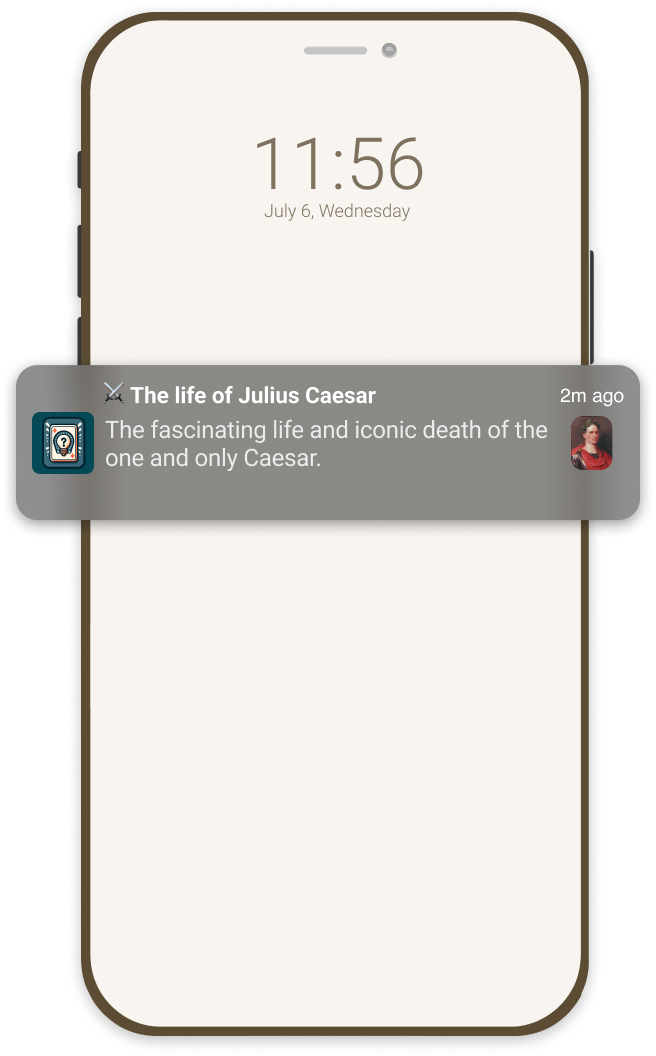 11:56
July 6, Wednesday
⚔ The life of Julius Caesar
2m ago
The fascinating life and iconic death of the
one and only Caesar.
?